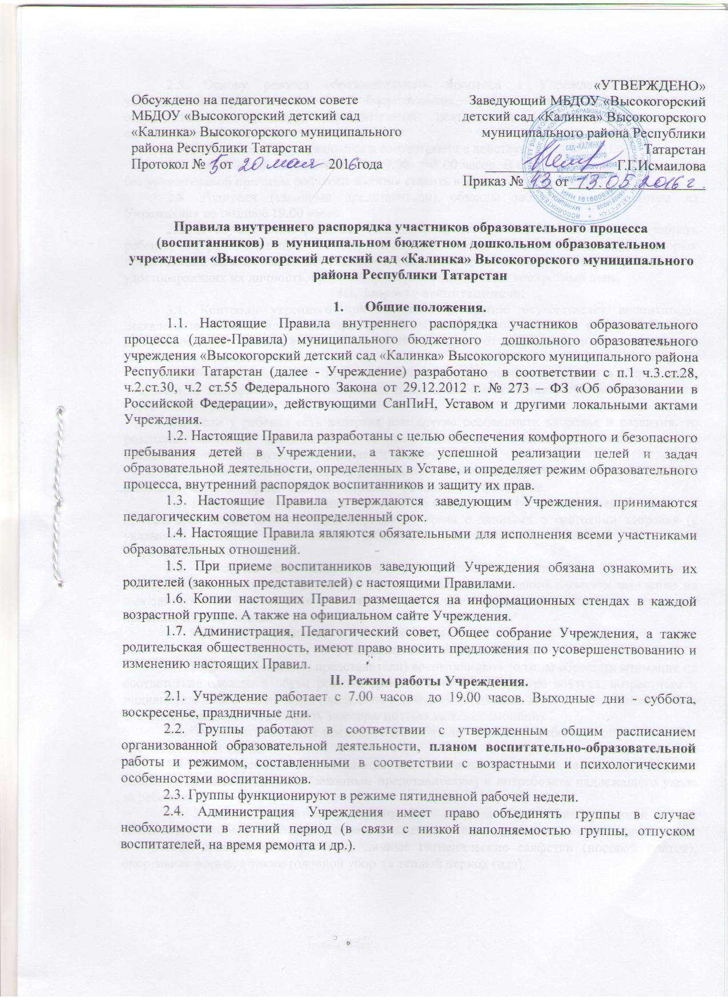 «УТВЕРЖДЕНО»
Обсуждено на педагогическом совете
МБДОУ «Высокогорский детский сад
«Калинка» Высокогорского муниципального
района Республики Татарстан
Протокол № 5 от 20 мая 2016года
Заведующий МБДОУ «Высокогорский
детский сад «Калинка» Высокогорского
муниципального района Республики
Татарстан
Г.Г.Исмаилова
Приказ № 43 от 13.05.2016 г.
сад «КАЛИНКА»
Высокогорского
муниципального района
Республики Татарстан
Правила внутреннего распорядка участников образовательного процесса
(воспитанников) в муниципальном бюджетном дошкольном образовательном
учреждении «Высокогорский детский сад «Калинка» Высокогорского муниципального
района Республики Татарстан
1. Общие положения.
1.1. Настоящие Правила внутреннего распорядка участников образовательного
процесса (далее-Правила) муниципального бюджетного дошкольного образовательного
учреждения «Высокогорский детский сад «Калинка» Высокогорского муниципального района
Республики Татарстан (далее - Учреждение) разработано в соответствии с п.1 ч.3.ст.28,
ч.2.ст.30, ч.2 ст.55 Федерального Закона от 29.12.2012 г. № 273 – ФЗ «Об образовании в
Российской Федерации», действующими СанПиН, Уставом и другими локальными актами
Учреждения.
1.2. Настоящие Правила разработаны с целью обеспечения комфортного и безопасного
пребывания детей в Учреждении, а также успешной реализации целей и задач
образовательной деятельности, определенных в Уставе, и определяет режим образовательного
процесса, внутренний распорядок воспитанников и защиту их прав.
1.3. Настоящие Правила утверждаются заведующим Учреждения, принимаются
педагогическим советом на неопределенный срок.
1.4. Настоящие Правила являются обязательными для исполнения всеми участниками
образовательных отношений.
1.5. При приеме воспитанников заведующий Учреждения обязана ознакомить их
родителей (законных представителей) с настоящими Правилами.
1.6. Копии настоящих Правил размещается на информационных стендах в каждой
возрастной группе. А также на официальном сайте Учреждения.
1.7. Администрация, Педагогический совет, Общее собрание Учреждения, а также
родительская общественность, имеют право вносить предложения по усовершенствованию и
изменению настоящих Правил.
II. Режим работы Учреждения.
2.1. Учреждение работает с 7.00 часов до 19.00 часов. Выходные дни - суббота,
воскресенье, праздничные дни.
2.2. Группы работают в соответствии с утвержденным общим расписанием
организованной образовательной деятельности, планом воспитательно-образовательной
работы и режимом, составленными в соответствии с возрастными и психологическими
особенностями воспитанников.
2.3. Группы функционируют в режиме пятидневной рабочей недели.
2.4. Администрация Учреждения имеет право объединять группы в случае
необходимости в летний период (в связи с низкой наполняемостью группы, отпуском
воспитателей, на время ремонта и др.).